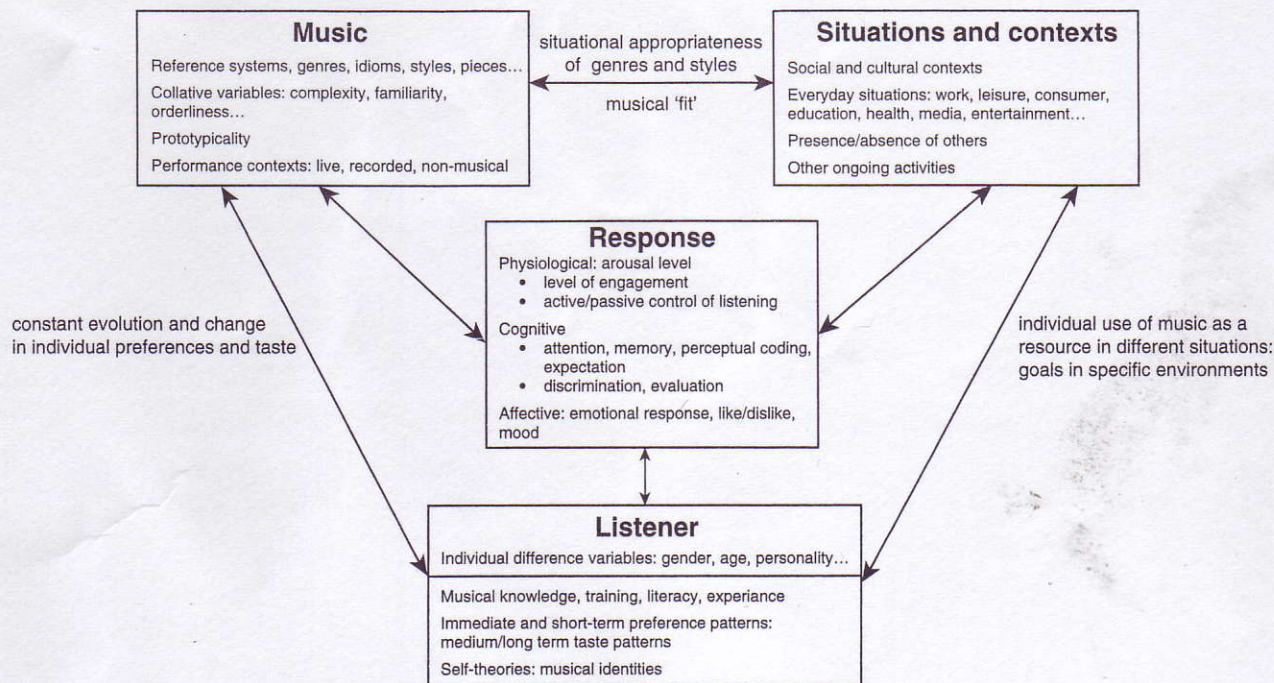 Music
Reference systems, genres, idioms, styles, pieces...
Collative variables: complexity, familiarity,
orderliness...
Prototypicality
Performance contexts: live, recorded, non-musical
situational appropriateness
of genres and styles
musical 'fit'
Situations and contexts
Social and cultural contexts
Everyday situations: work, leisure, consumer,
education, health, media, entertainment...
Presence/absence of others
Other ongoing activities
Response
Physiological: arousal level
• level of engagement
• active/passive control of listening
Cognitive
• attention, memory, perceptual coding,
expectation
• discrimination, evaluation
Affective: emotional response, like/dislike,
mood
constant evolution and change
in individual preferences and taste
individual use of music as a
resource in different situations:
goals in specific environments
Listener
Individual difference variables: gender, age, personality...
Musical knowledge, training, literacy, experiance
Immediate and short-term preference patterns:
medium/long term taste patterns
Self-theories: musical identities